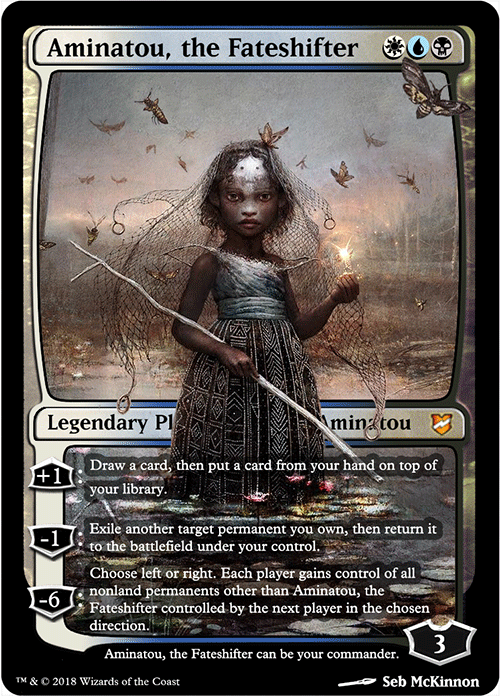 Aminatou, the Fateshifter
Legendary Pl Aminatou
+1: Draw a card, then put a card from your hand on top of
your library.
-1: Exile another target permanent you own, then return it
to the battlefield under your control.
Choose left or right. Each player gains control of all
nonland permanents other than Aminatou, the
-6: Fateshifter controlled by the next player in the chosen
direction.
3
Aminatou, the Fateshifter can be your commander.
™ & © 2018 Wizards of the Coast
Seb McKinnon